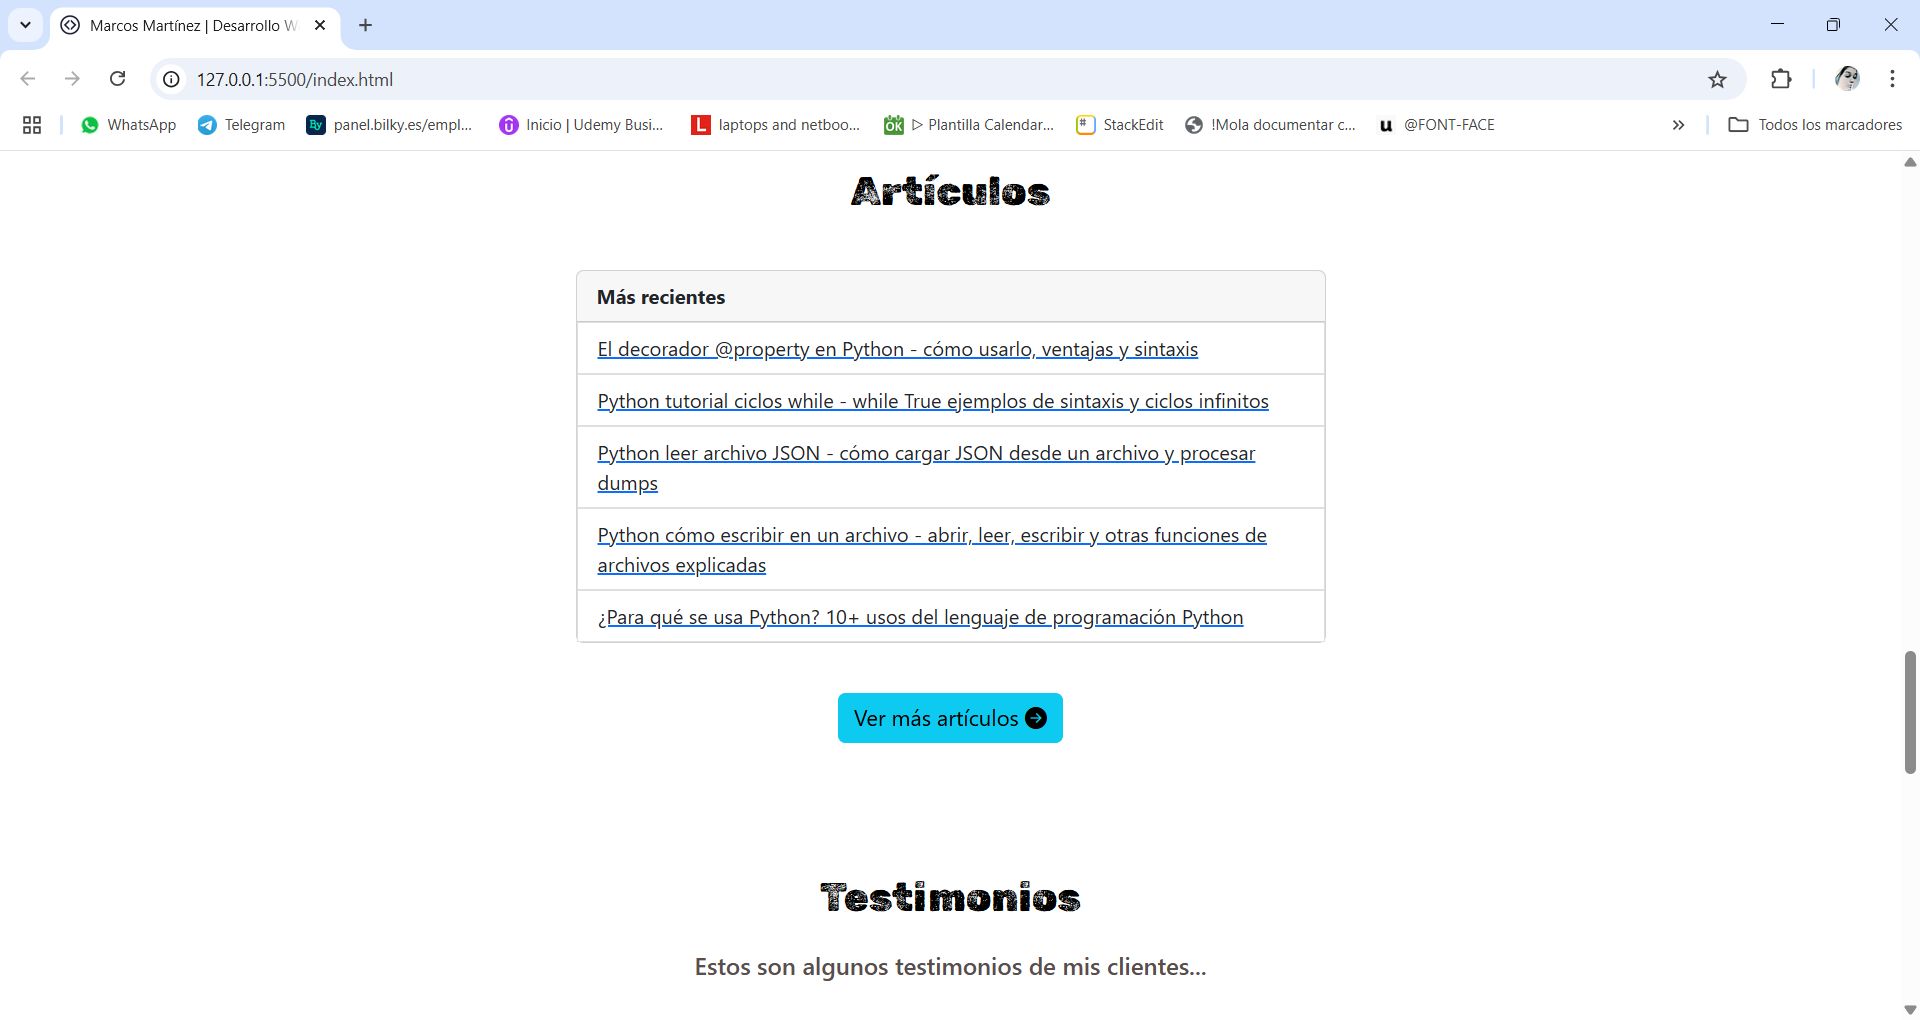 Marcos Martínez | Desarrollo W
127.0.0.1:5500/index.html
WhatsApp
Telegram
By
panel.bilky.es/empl...
Inicio | Udemy Busi...
L
laptops and netboo...
OK
▷ Plantilla Calendar...
#
StackEdit
!Mola documentar c...
u
@FONT-FACE
»
Todos los marcadores
Artículos
Más recientes
El decorador @property en Python - cómo usarlo, ventajas y sintaxis
Python tutorial ciclos while - while True ejemplos de sintaxis y ciclos infinitos
Python leer archivo JSON - cómo cargar JSON desde un archivo y procesar
dumps
Python cómo escribir en un archivo - abrir, leer, escribir y otras funciones de
archivos explicadas
¿Para qué se usa Python? 10+ usos del lenguaje de programación Python
Ver más artículos
Testimonios
Estos son algunos testimonios de mis clientes...